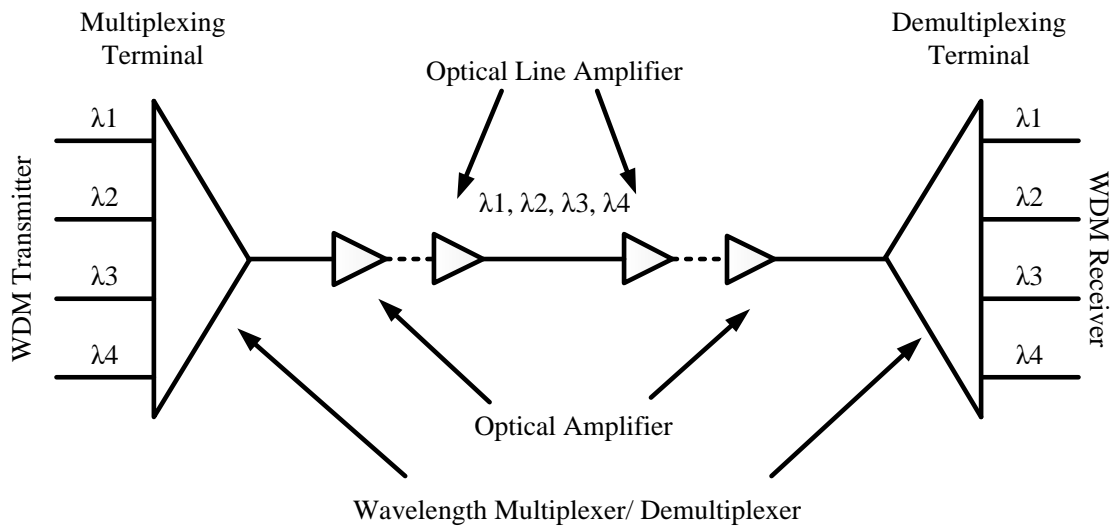 Multiplexing
Terminal
Demultiplexing
Terminal
Optical Line Amplifier
λ1
λ2
λ3
λ4
WDM Transmitter
λ1, λ2, λ3, λ4
λ1
λ2
λ3
λ4
WDM Receiver
Optical Amplifier
Wavelength Multiplexer/ Demultiplexer